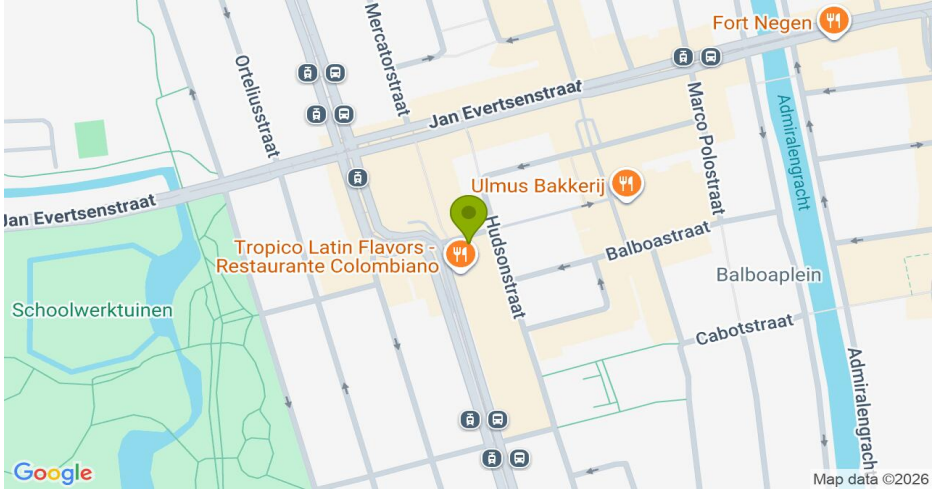 Fort Negen
Mercatorstraat
Orteliusstraat
Jan Evertsenstraat
Marco Polostraat
Admiralengracht
Ulmus Bakkerij
Jan Evertsenstraat
Tropico Latin Flavors -
Restaurante Colombiano
Hudsonstraat
Balboastraat
Balboaplein
Schoolwerktuinen
Cabotstraat
Admiralengracht
Google
Map data ©2026